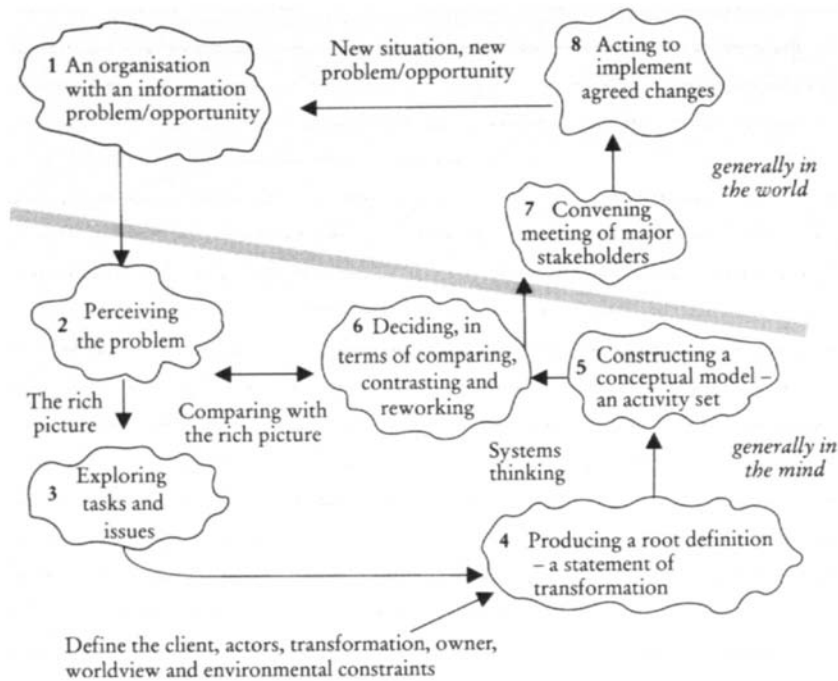 1 An organisation
with an information
problem/opportunity
New situation, new
problem/opportunity
8 Acting to
implement
agreed changes
generally in
the world
7 Convening
meeting of major
stakeholders
2 Perceiving
the problem
6 Deciding, in
terms of comparing,
contrasting and
reworking
5 Constructing a
conceptual model –
an activity set
The rich
picture
Comparing with
the rich picture
3 Exploring
tasks and
issues
Systems
thinking
generally in
the mind
4 Producing a root definition
– a statement of
transformation
Define the client, actors, transformation, owner,
worldview and environmental constraints